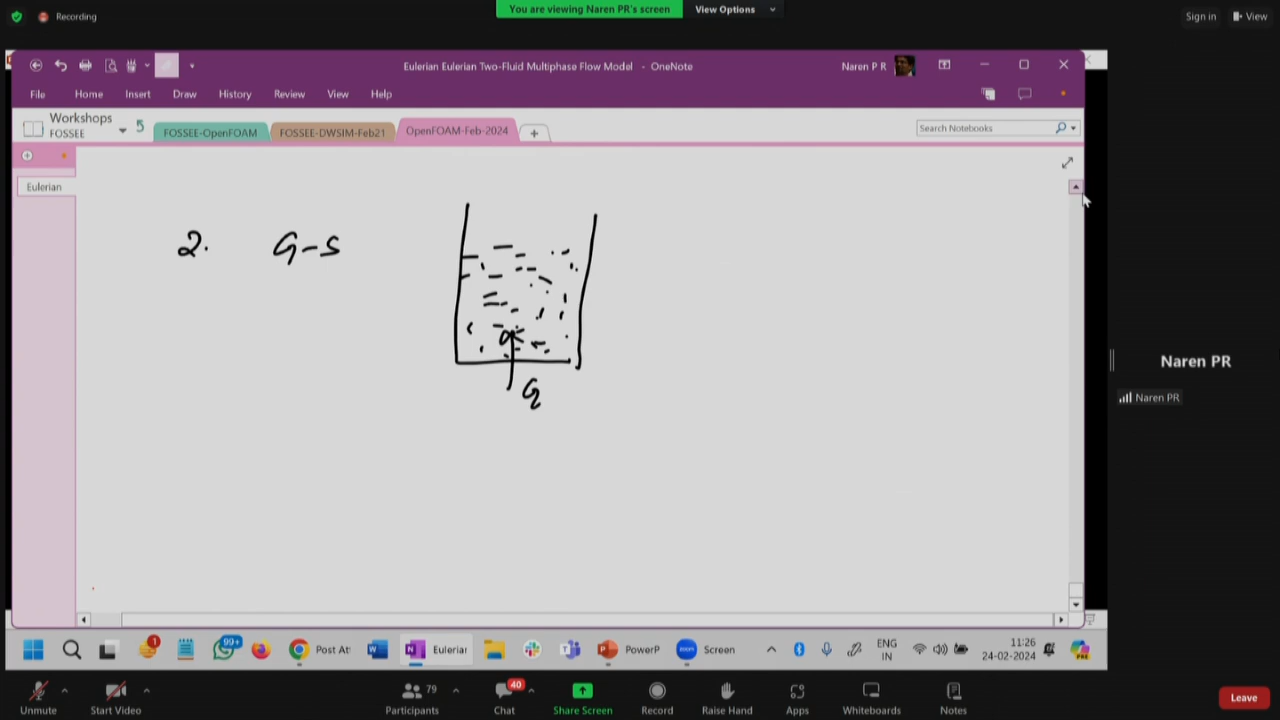 You are viewing Naren PR's screen
View Options
Recording
Sign in
View
Eulerian Eulerian Two-Fluid Multiphase Flow Model - OneNote
Naren P R
File
Home
Insert
Draw
History
Review
View
Help
Workshops
FOSSEE
FOSSEE-OpenFOAM
FOSSEE-DWSIM-Feb21
OpenFOAM-Feb-2024
Search Notebooks
Eulerian
2. G-S
G
Naren PR
Naren PR
99+
1
Post At
Eulerian
PowerP
Screen
ENG
IN
11:26
24-02-2024
Unmute
Start Video
79
Participants
40
Chat
Share Screen
Record
Raise Hand
Apps
Whiteboards
Notes
Leave